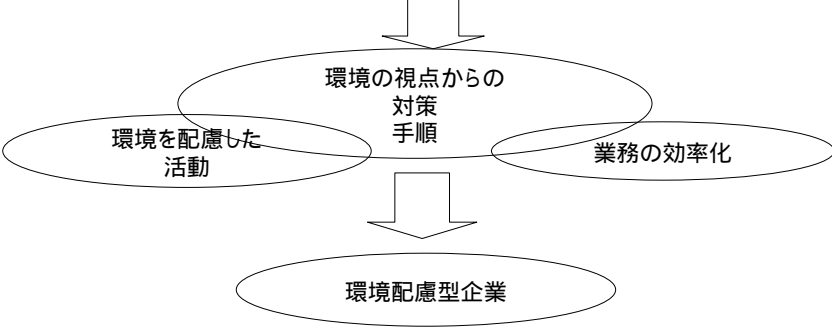 環境の視点からの
対策
手順
環境を配慮した
活動
業務の効率化
環境配慮型企業